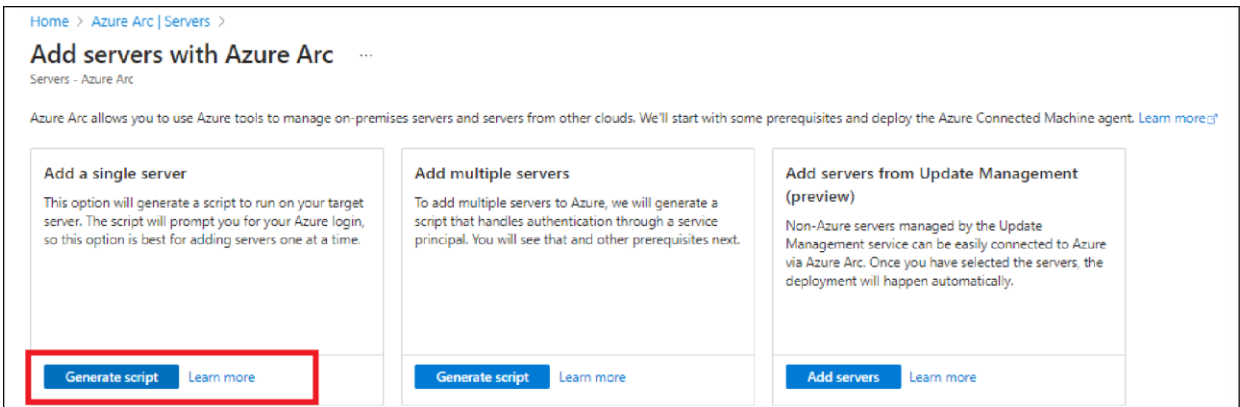 Home > Azure Arc | Servers >
Add servers with Azure Arc ...
Servers - Azure Arc
Azure Arc allows you to use Azure tools to manage on-premises servers and servers from other clouds. We'll start with some prerequisites and deploy the Azure Connected Machine agent. Learn more
Add a single server
This option will generate a script to run on your target
server. The script will prompt you for your Azure login,
so this option is best for adding servers one at a time.
Generate script Learn more
Add multiple servers
To add multiple servers to Azure, we will generate a
script that handles authentication through a service
principal. You will see that and other prerequisites next.
Generate script Learn more
Add servers from Update Management
(preview)
Non-Azure servers managed by the Update
Management service can be easily connected to Azure
via Azure Arc. Once you have selected the servers, the
deployment will happen automatically.
Add servers Learn more